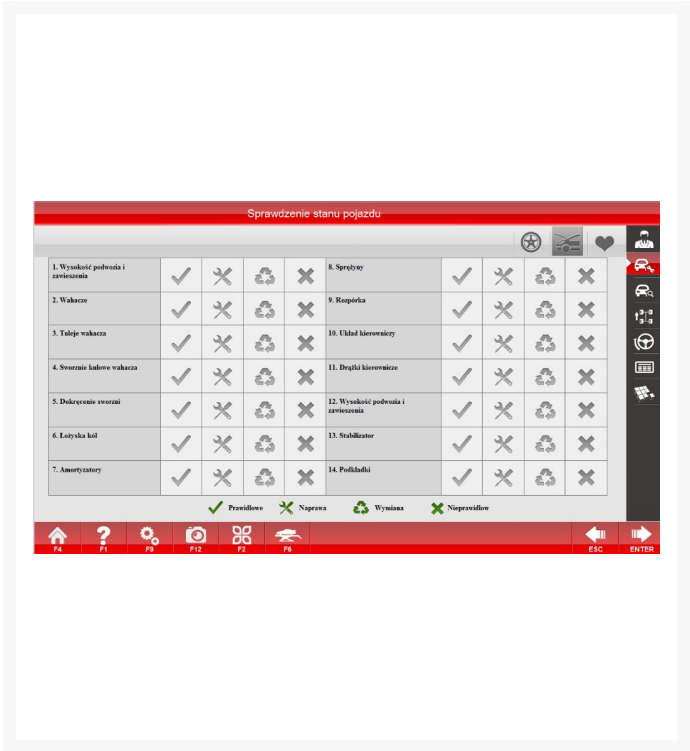 Sprawdzenie stanu pojazdu
1. Wysokość podwozia i
zawieszenia
8. Sprężyny
2. Wahacze
9. Rozpórka
3. Tuleje wahacza
10. Układ kierowniczy
4. Sworznie kulowe wahacza
11. Drążki kierownicze
5. Dokręcenie sworzni
12. Wysokość podwozia i
zawieszenia
6. Łożyska kół
13. Stabilizator
7. Amortyzatory
14. Podkładki
Prawidłowe Naprawa Wymiana Nieprawidłow
F4 F1 F9 F12 F2 F6 ESC ENTER